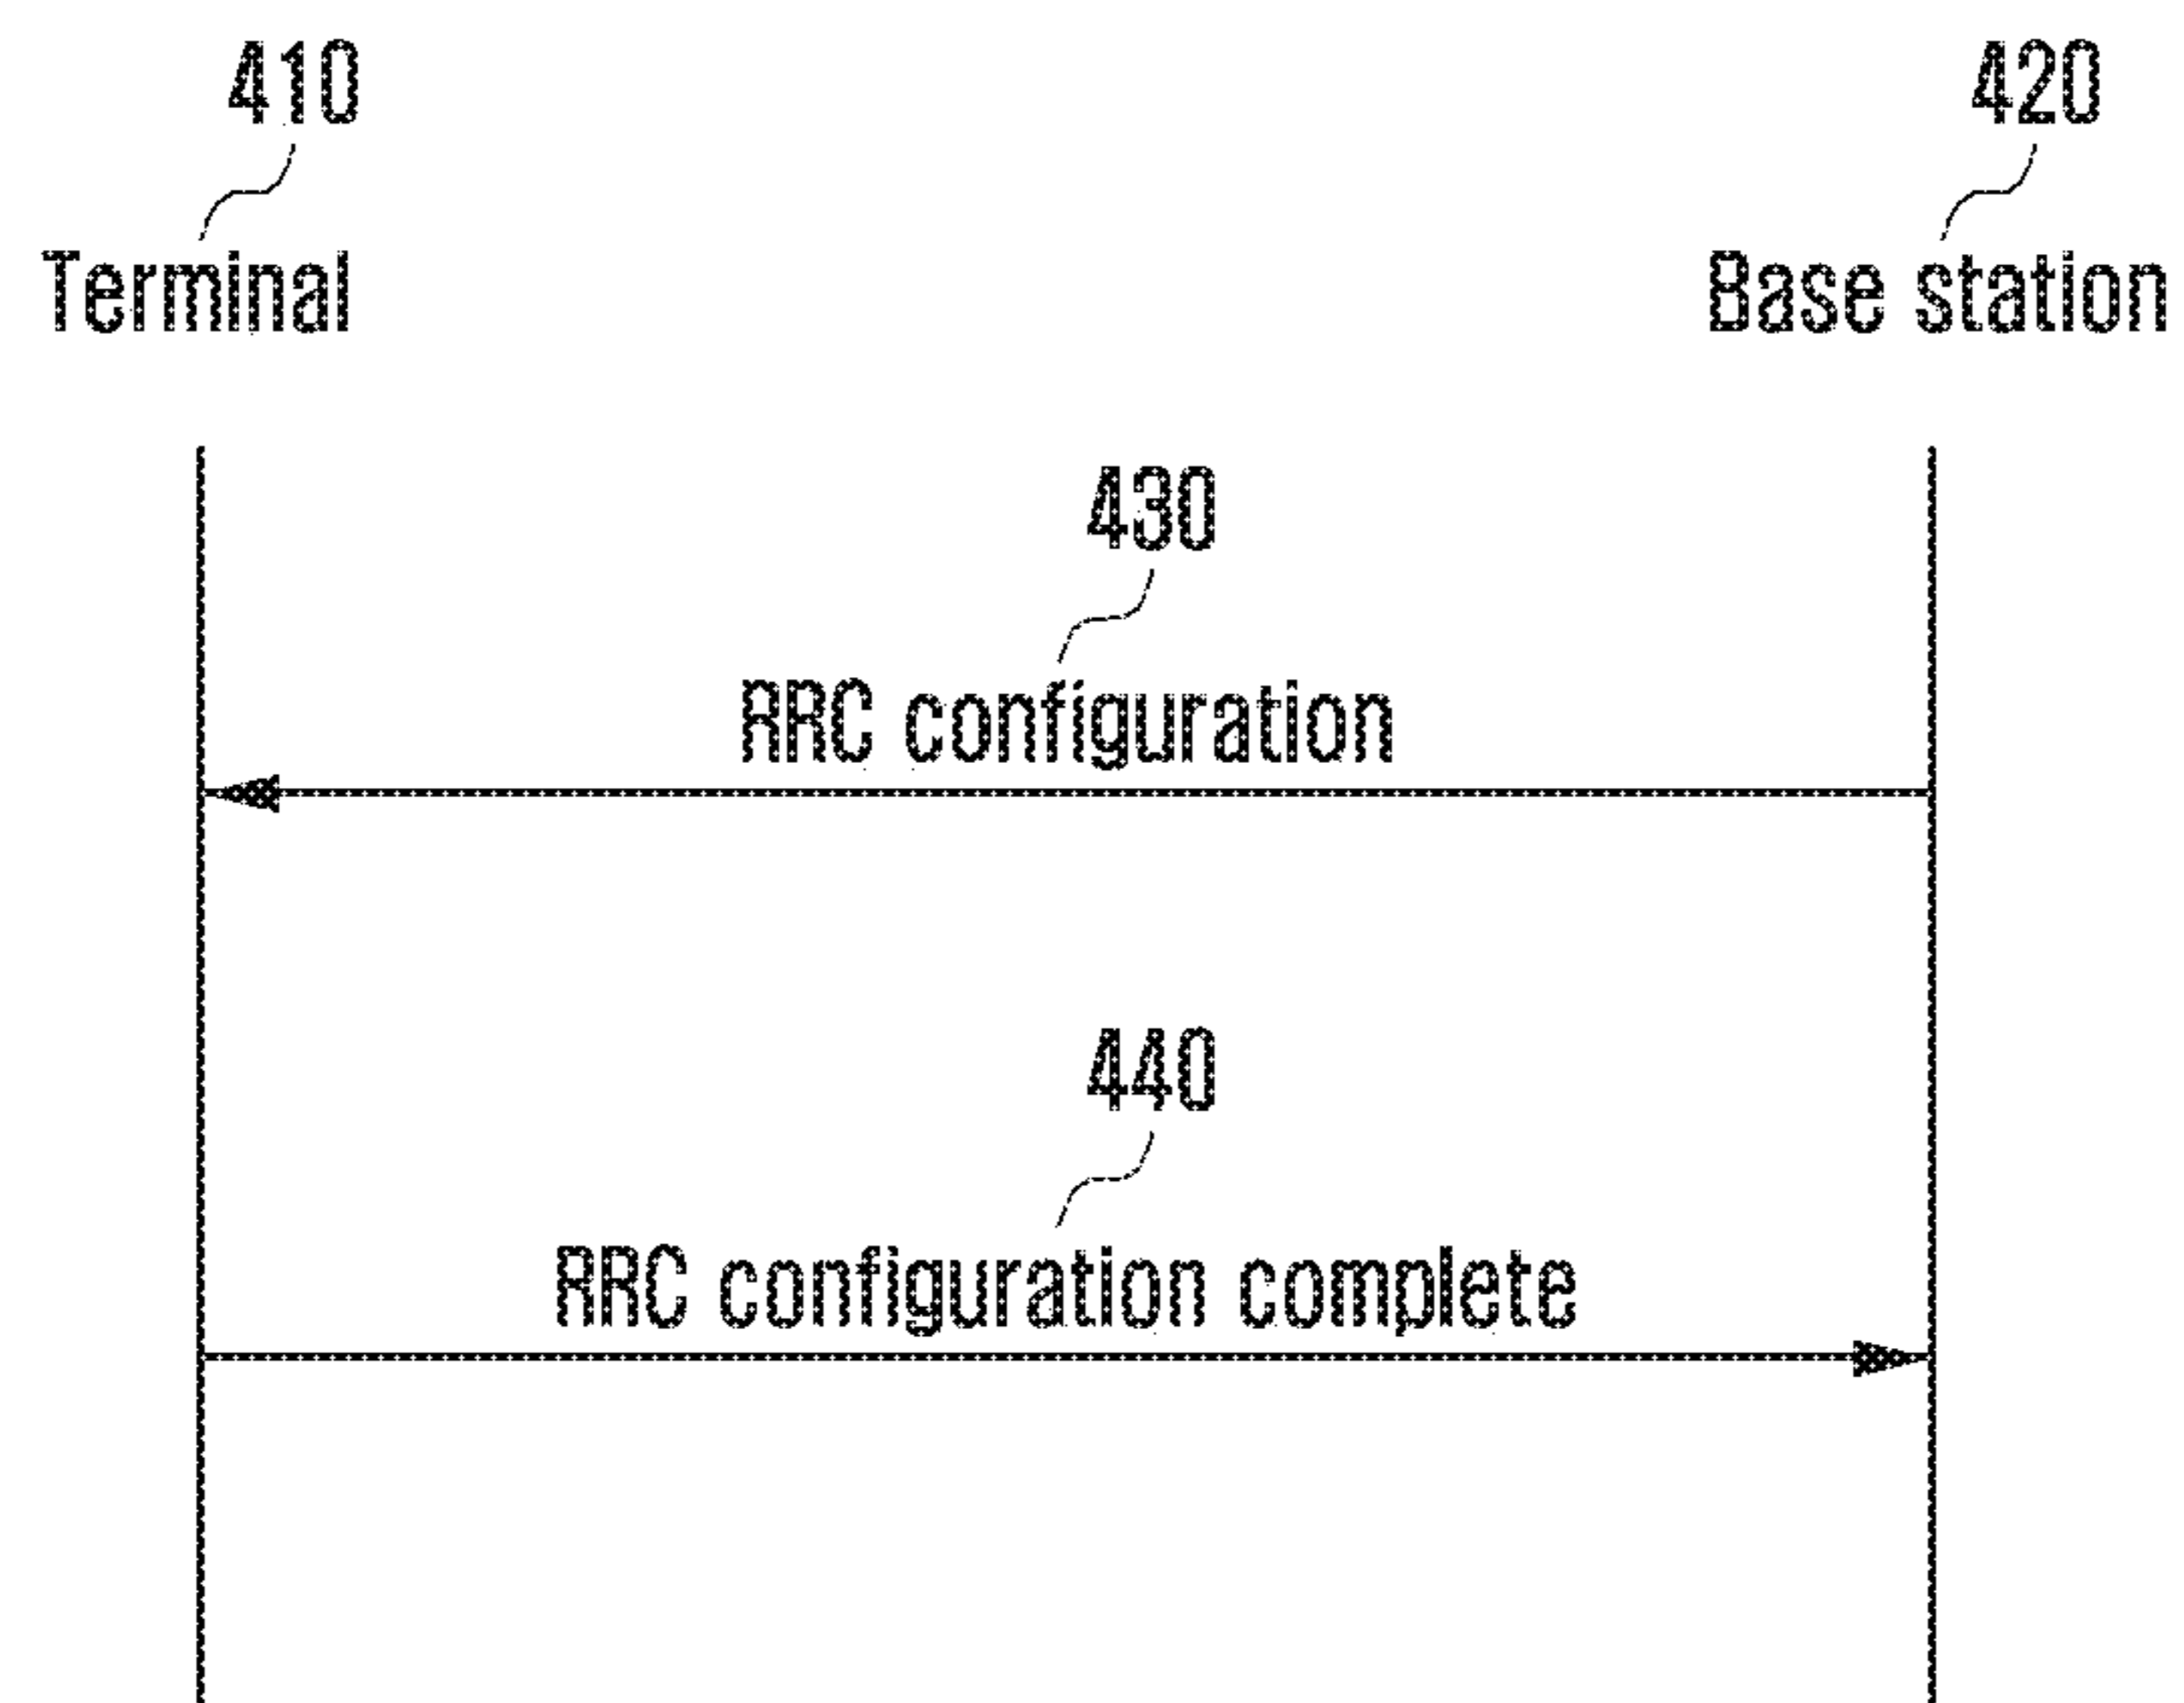 410
420
Terminal
Base station
430
RRC configuration
440
RRC configuration complete